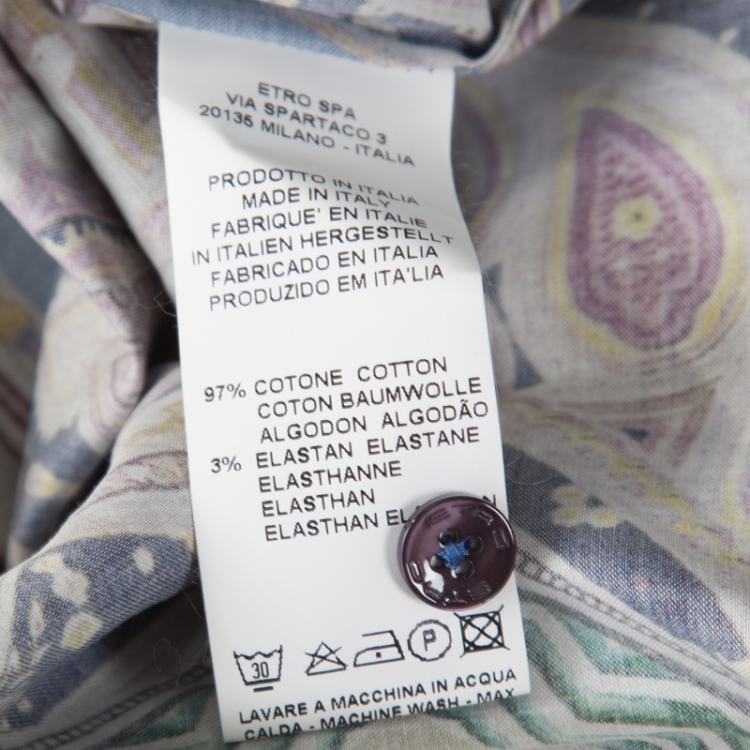 ETRO SPA
VIA SPARTACO 3
20135 MILANO - ITALIA
PRODOTTO IN ITALIA
MADE IN ITALY
FABRIQUE' EN ITALIE
IN ITALIEN HERGESTELLT
FABRICADO EN ITALIA
PRODUZIDO EM ITA'LIA
97% COTONE COTTON
COTON BAUMWOLLE
ALGODON ALGODÃO
3% ELASTAN ELASTANE
ELASTHANNE
ELASTHAN
ELASTHAN
ETRO
ETRO
30
P
LAVARE A MACCHINA IN ACQUA
CALDA - MACHINE WASH - MAX